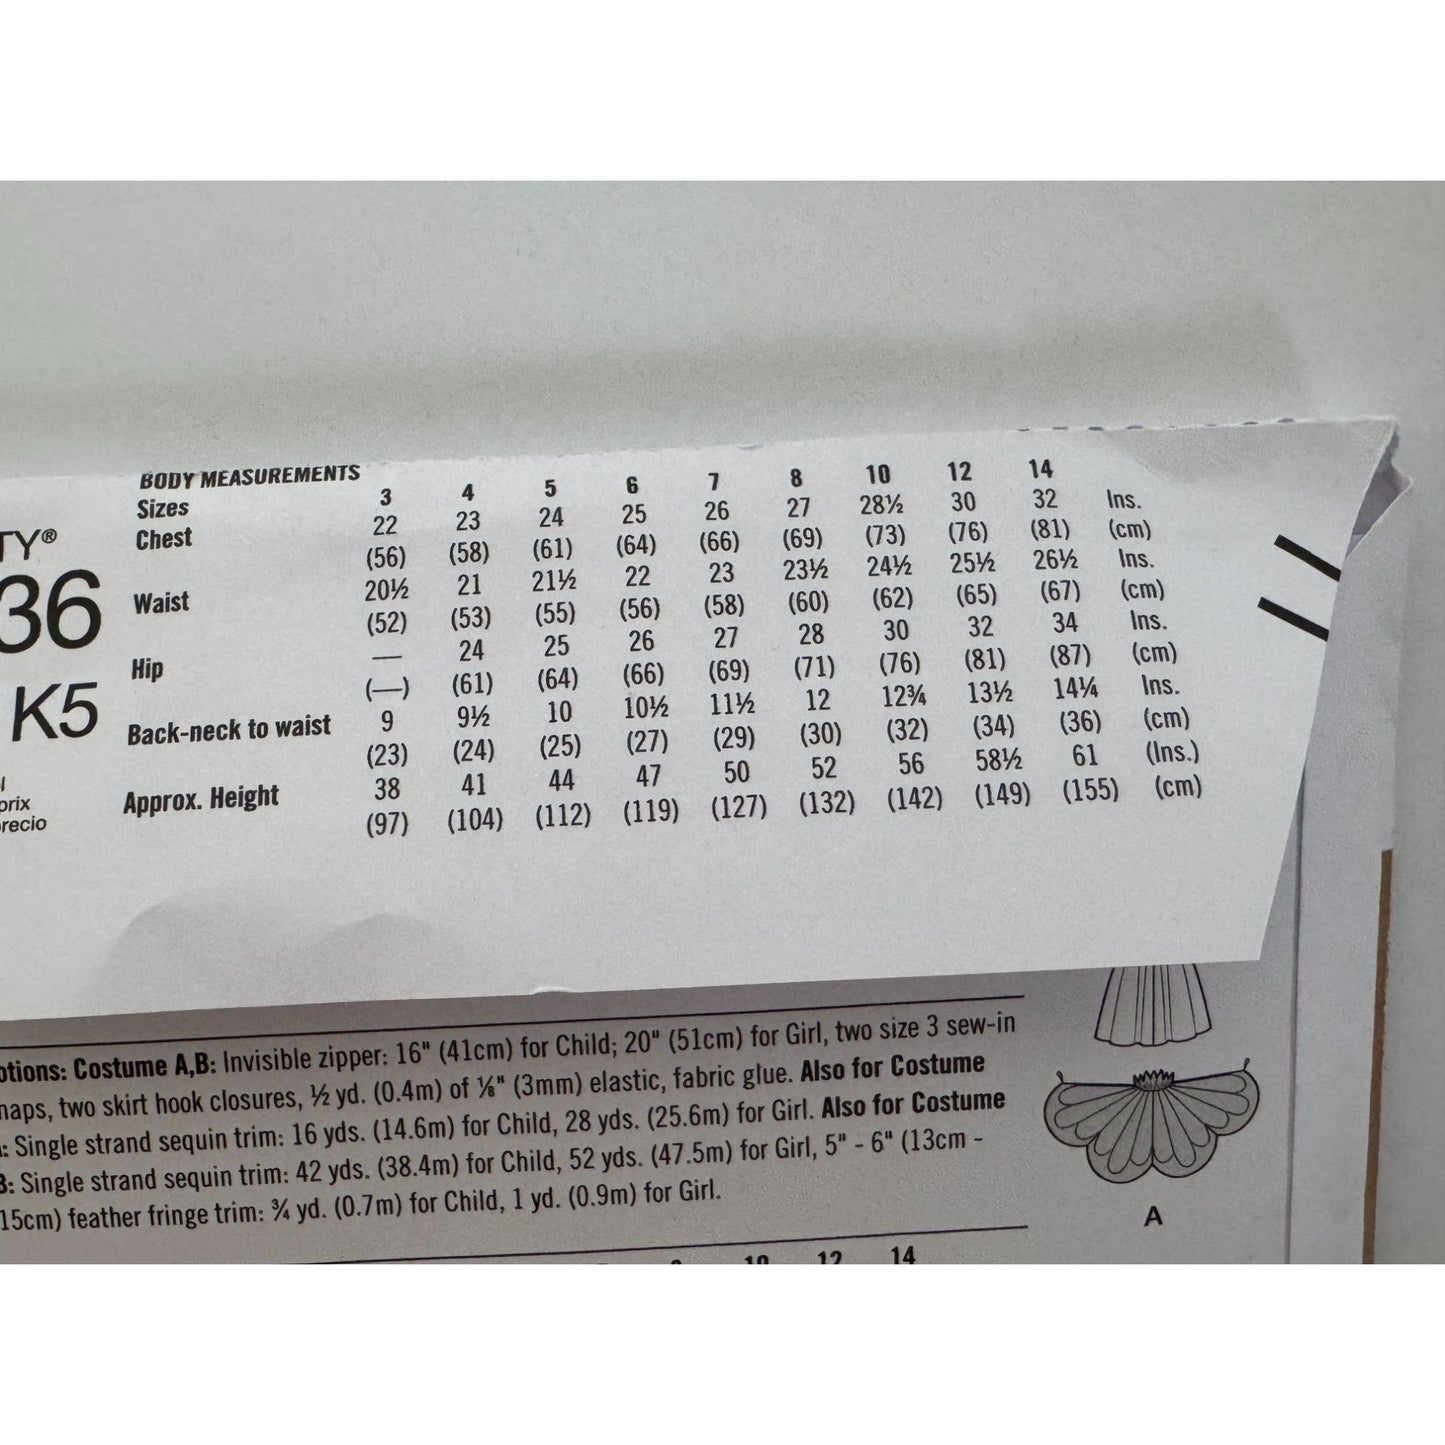 BODY MEASUREMENTS
Sizes 3 4 5 6 7 8 10 12 14
Chest 22 23 24 25 26 27 28½ 30 32 Ins.
(56) (58) (61) (64) (66) (69) (73) (76) (81) (cm)
Waist 20½ 21 21½ 22 23 23½ 24½ 25½ 26½ Ins.
(52) (53) (55) (56) (58) (60) (62) (65) (67) (cm)
Hip — 24 25 26 27 28 30 32 34 Ins.
(—) (61) (64) (66) (69) (71) (76) (81) (87) (cm)
Back-neck to waist 9 9½ 10 10½ 11½ 12 12¾ 13½ 14¼ Ins.
(23) (24) (25) (27) (29) (30) (32) (34) (36) (cm)
Approx. Height 38 41 44 47 50 52 56 58½ 61 (Ins.)
(97) (104) (112) (119) (127) (132) (142) (149) (155) (cm)
TY®
36
K5
prix
recio
otions: Costume A,B: Invisible zipper: 16" (41cm) for Child; 20" (51cm) for Girl, two size 3 sew-in
naps, two skirt hook closures, ½ yd. (0.4m) of ⅛" (3mm) elastic, fabric glue. Also for Costume
: Single strand sequin trim: 16 yds. (14.6m) for Child, 28 yds. (25.6m) for Girl. Also for Costume
B: Single strand sequin trim: 42 yds. (38.4m) for Child, 52 yds. (47.5m) for Girl, 5" - 6" (13cm -
15cm) feather fringe trim: ¾ yd. (0.7m) for Child, 1 yd. (0.9m) for Girl.
A
10 12 14